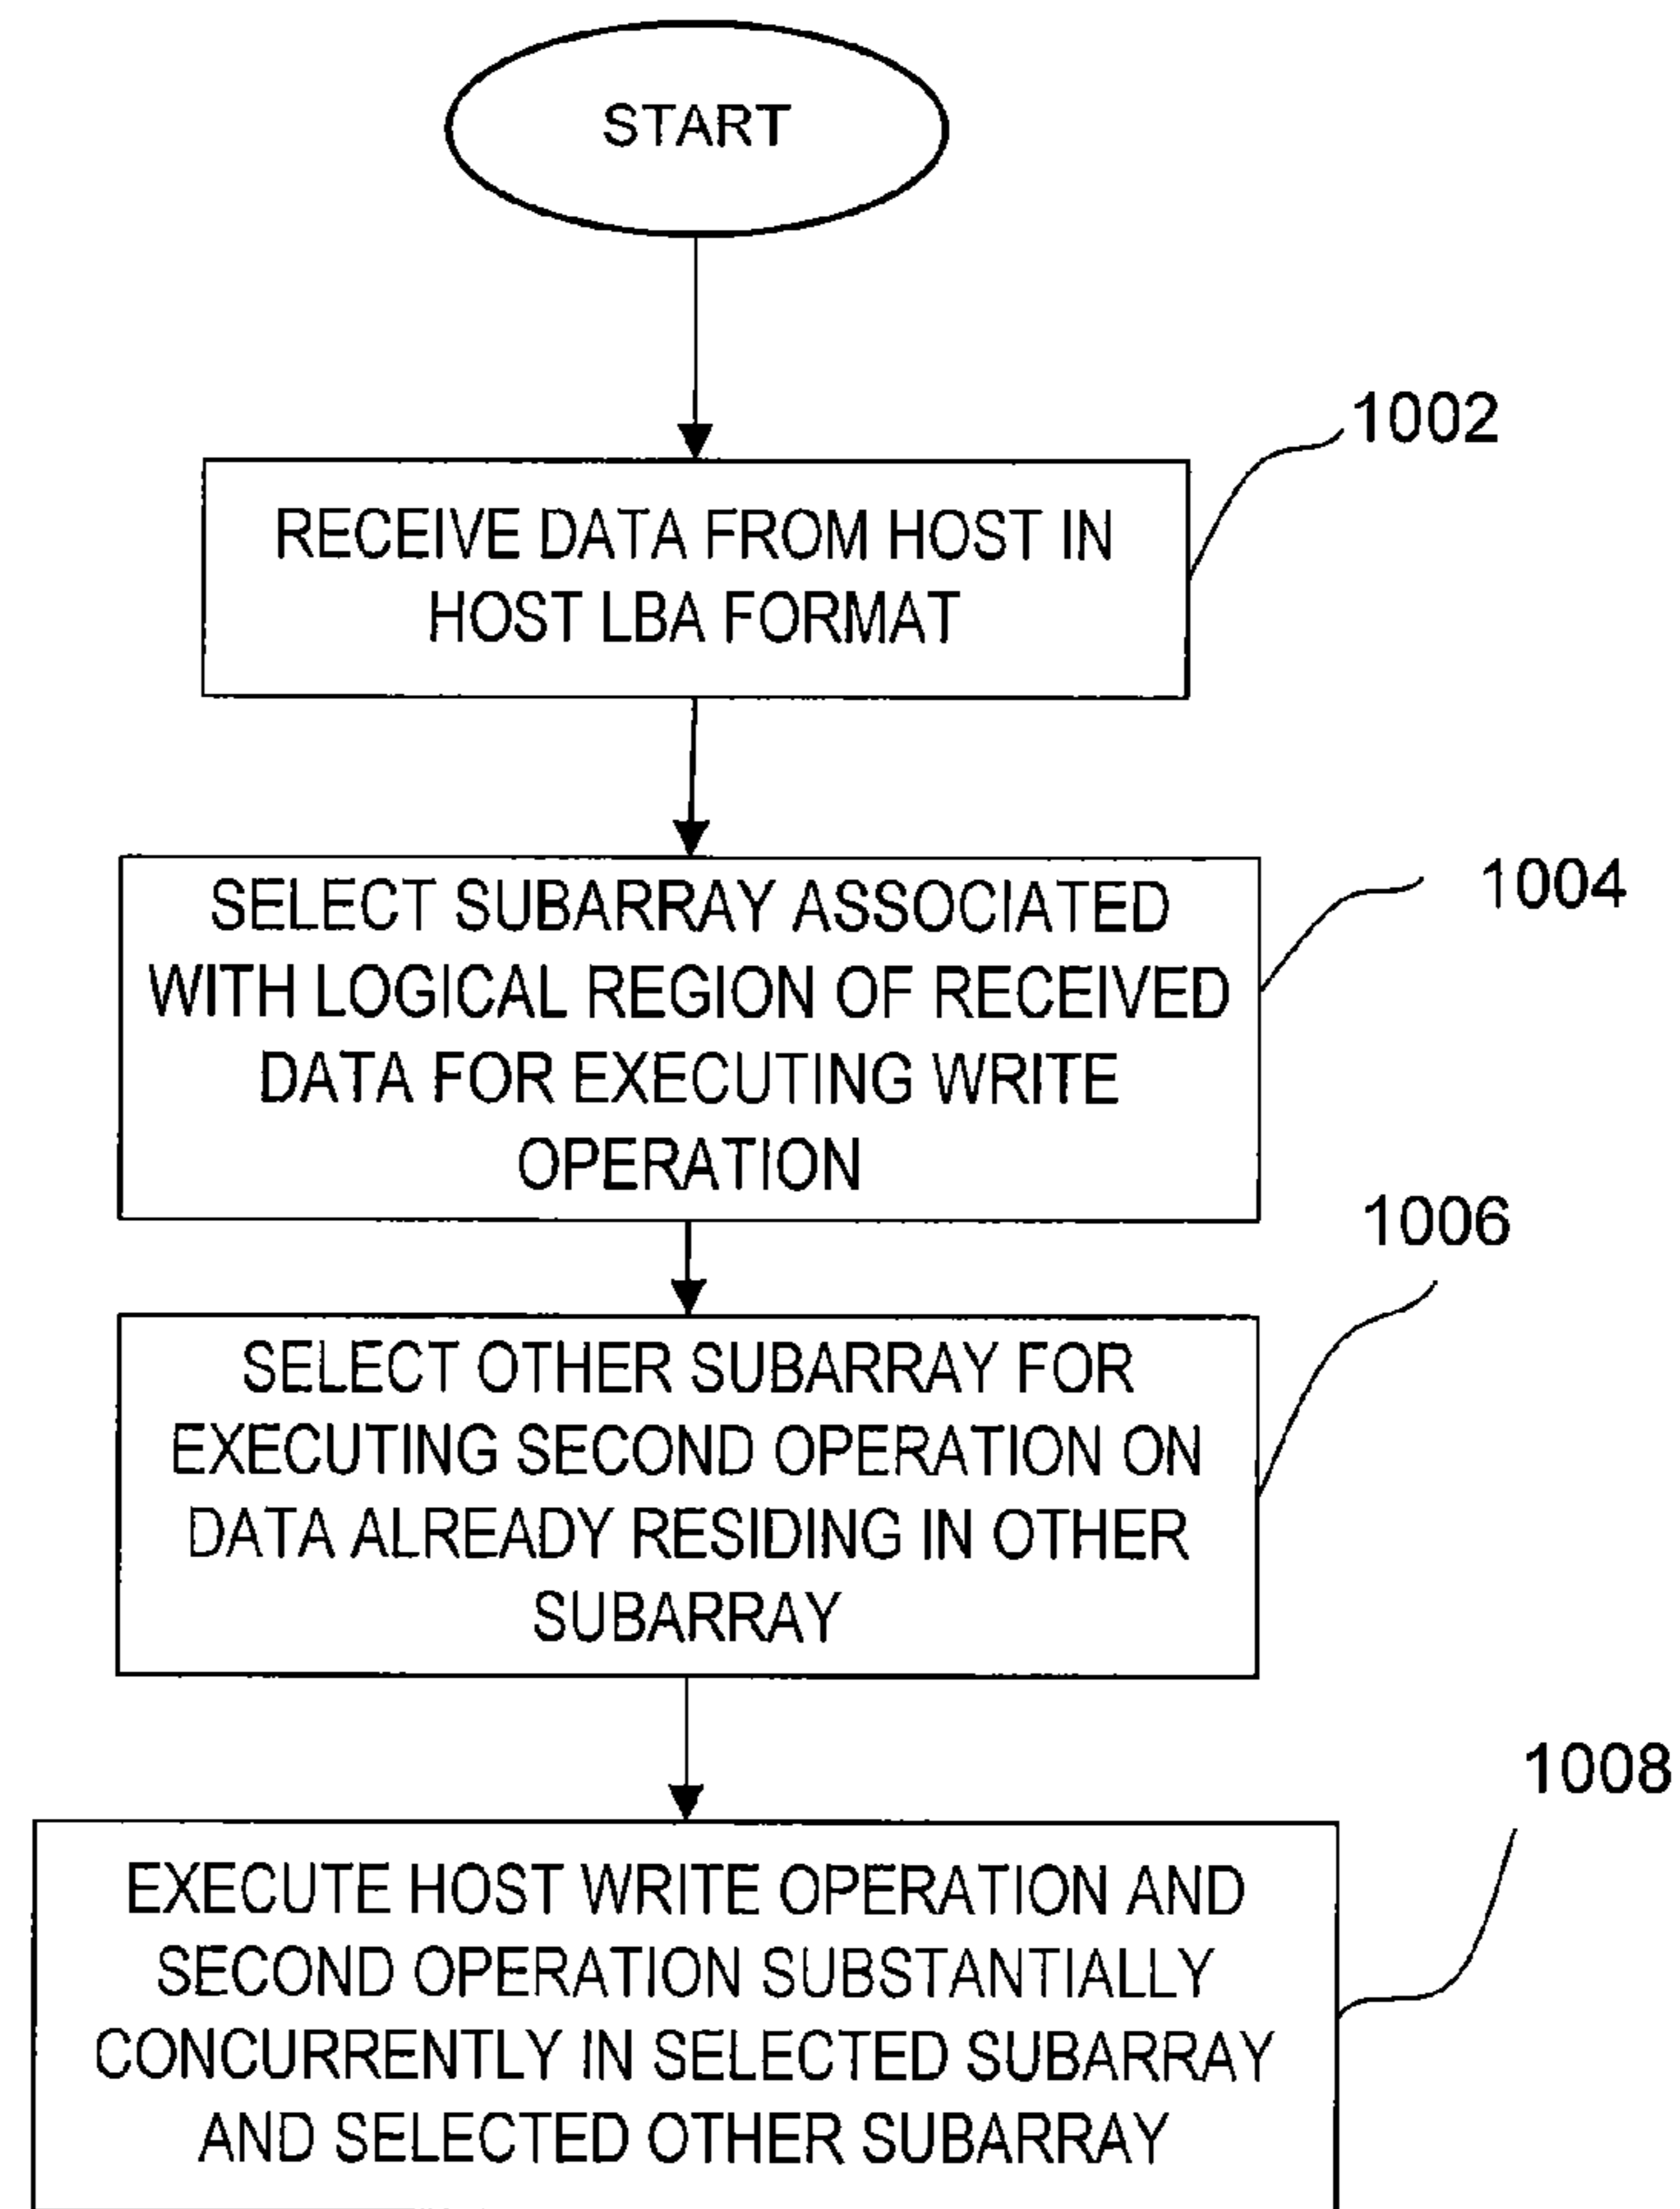 START
1002
RECEIVE DATA FROM HOST IN
HOST LBA FORMAT
1004
SELECT SUBARRAY ASSOCIATED
WITH LOGICAL REGION OF RECEIVED
DATA FOR EXECUTING WRITE
OPERATION
1006
SELECT OTHER SUBARRAY FOR
EXECUTING SECOND OPERATION ON
DATA ALREADY RESIDING IN OTHER
SUBARRAY
1008
EXECUTE HOST WRITE OPERATION AND
SECOND OPERATION SUBSTANTIALLY
CONCURRENTLY IN SELECTED SUBARRAY
AND SELECTED OTHER SUBARRAY